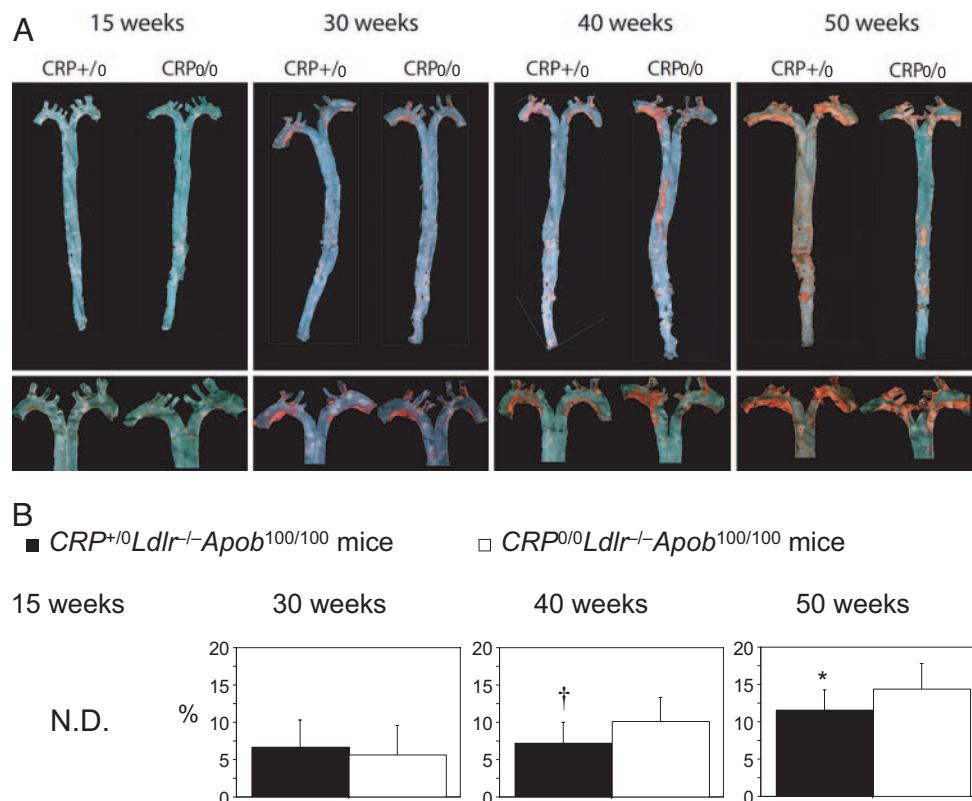 A
15 weeks 30 weeks 40 weeks 50 weeks
CRP+/0 CRP0/0 CRP+/0 CRP0/0 CRP+/0 CRP0/0 CRP+/0 CRP0/0
B
■ CRP+/0Ldlr–/–Apob100/100 mice □ CRP0/0Ldlr–/–Apob100/100 mice
15 weeks 30 weeks 40 weeks 50 weeks
N.D.
%
20
15
10
5
0
20
15
10
5
0
†
20
15
10
5
0
*